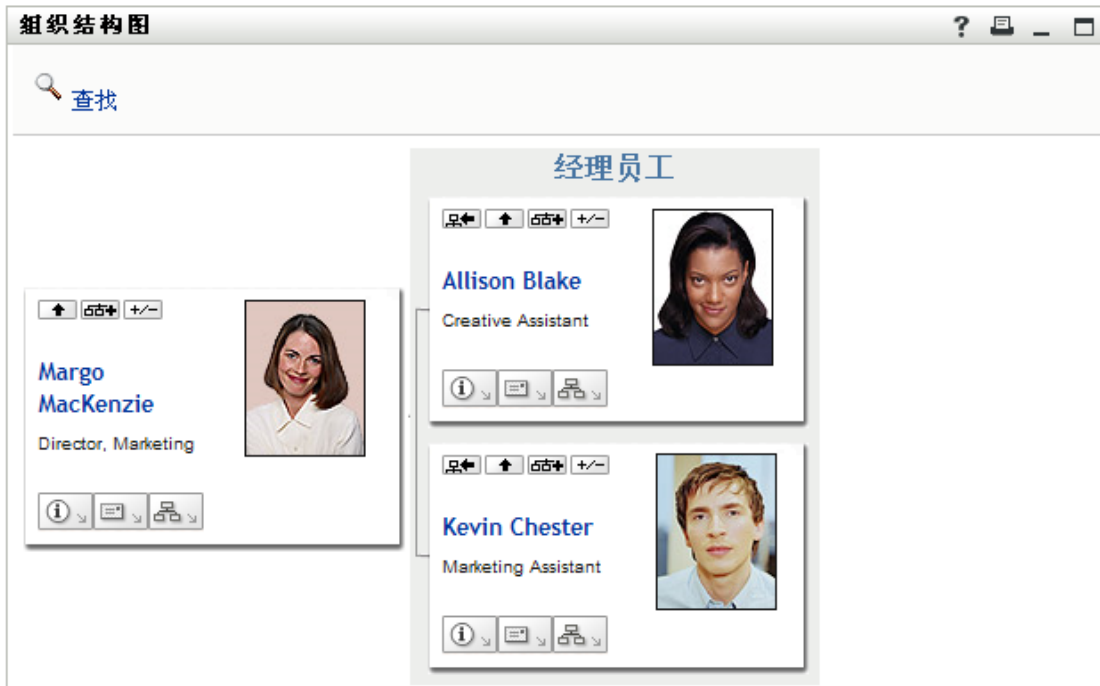 组织结构图
?
查找
经理员工
+/-
Allison Blake
Creative Assistant
+/-
Margo
MacKenzie
Director, Marketing
+/-
Kevin Chester
Marketing Assistant